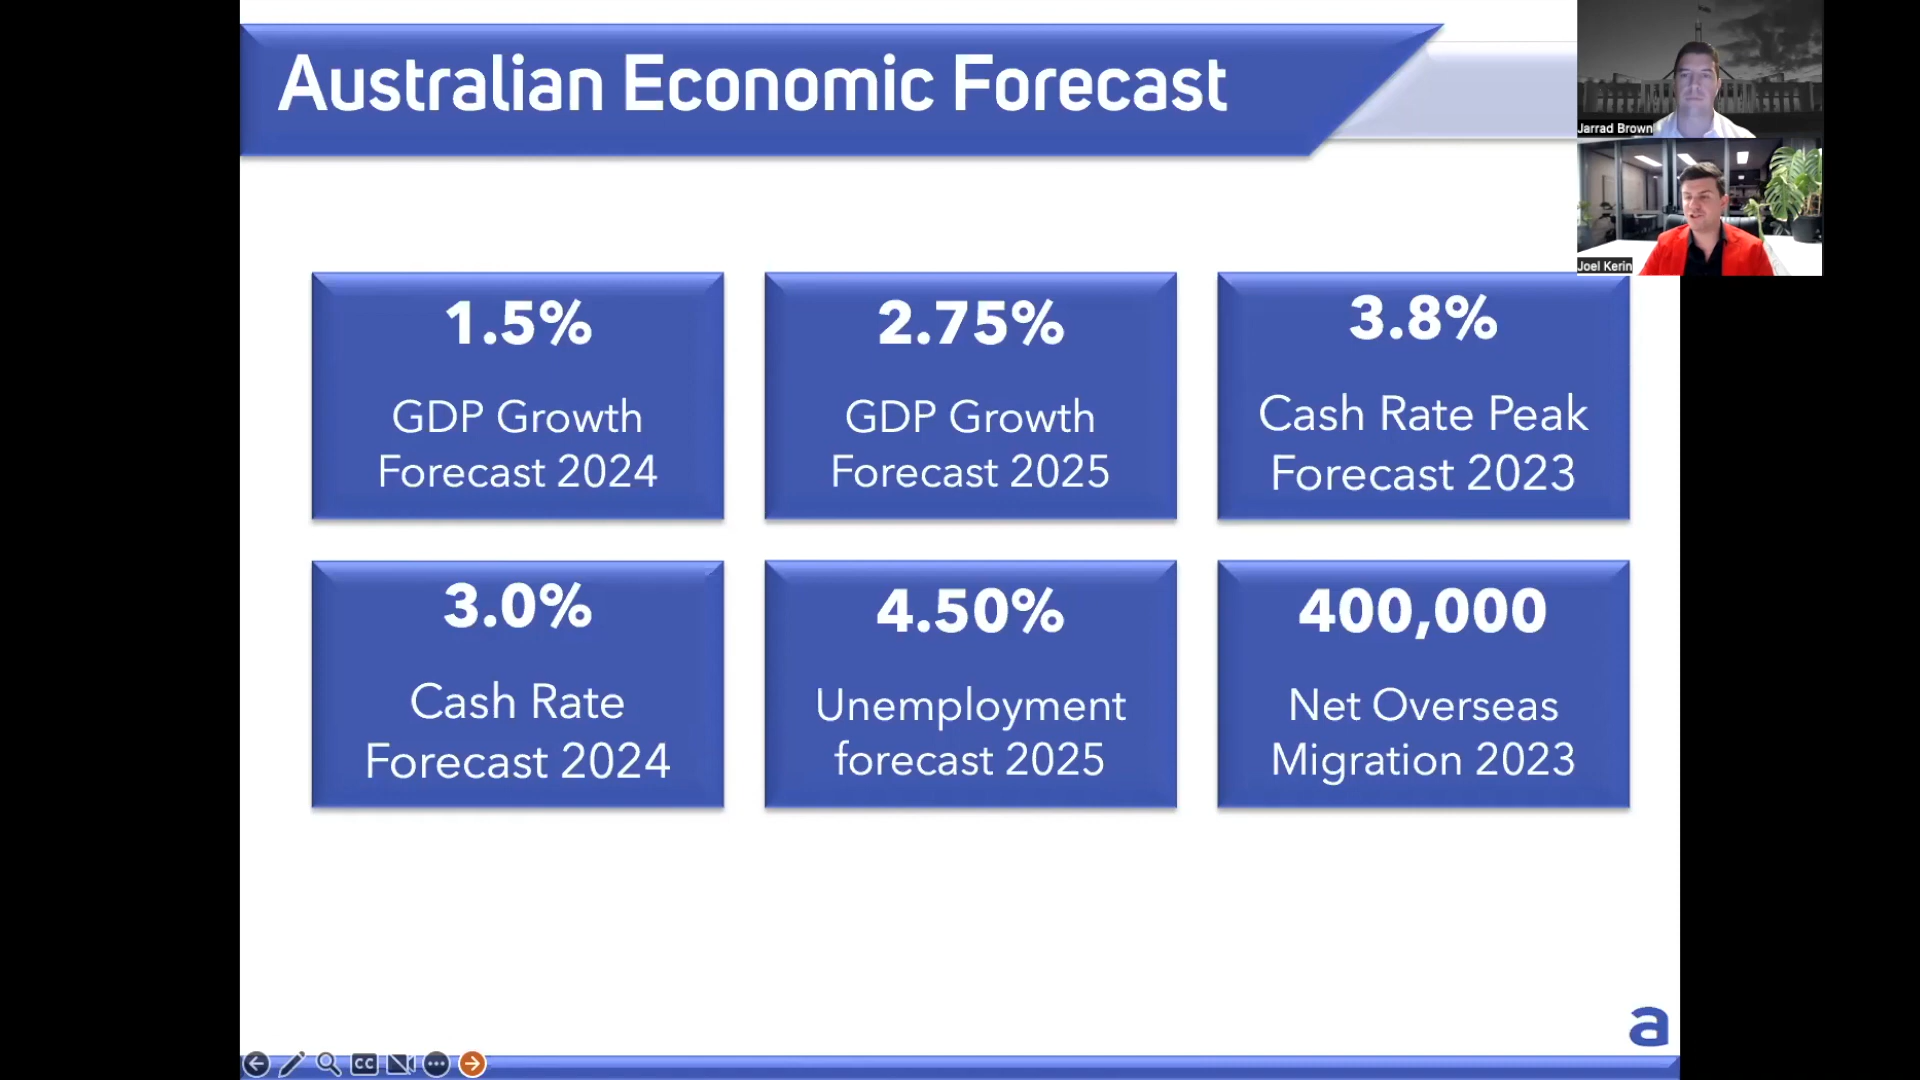 Australian Economic Forecast
Jarrad Brown
Joel Kerin
1.5%
GDP Growth
Forecast 2024
2.75%
GDP Growth
Forecast 2025
3.8%
Cash Rate Peak
Forecast 2023
3.0%
Cash Rate
Forecast 2024
4.50%
Unemployment
forecast 2025
400,000
Net Overseas
Migration 2023
a
CC